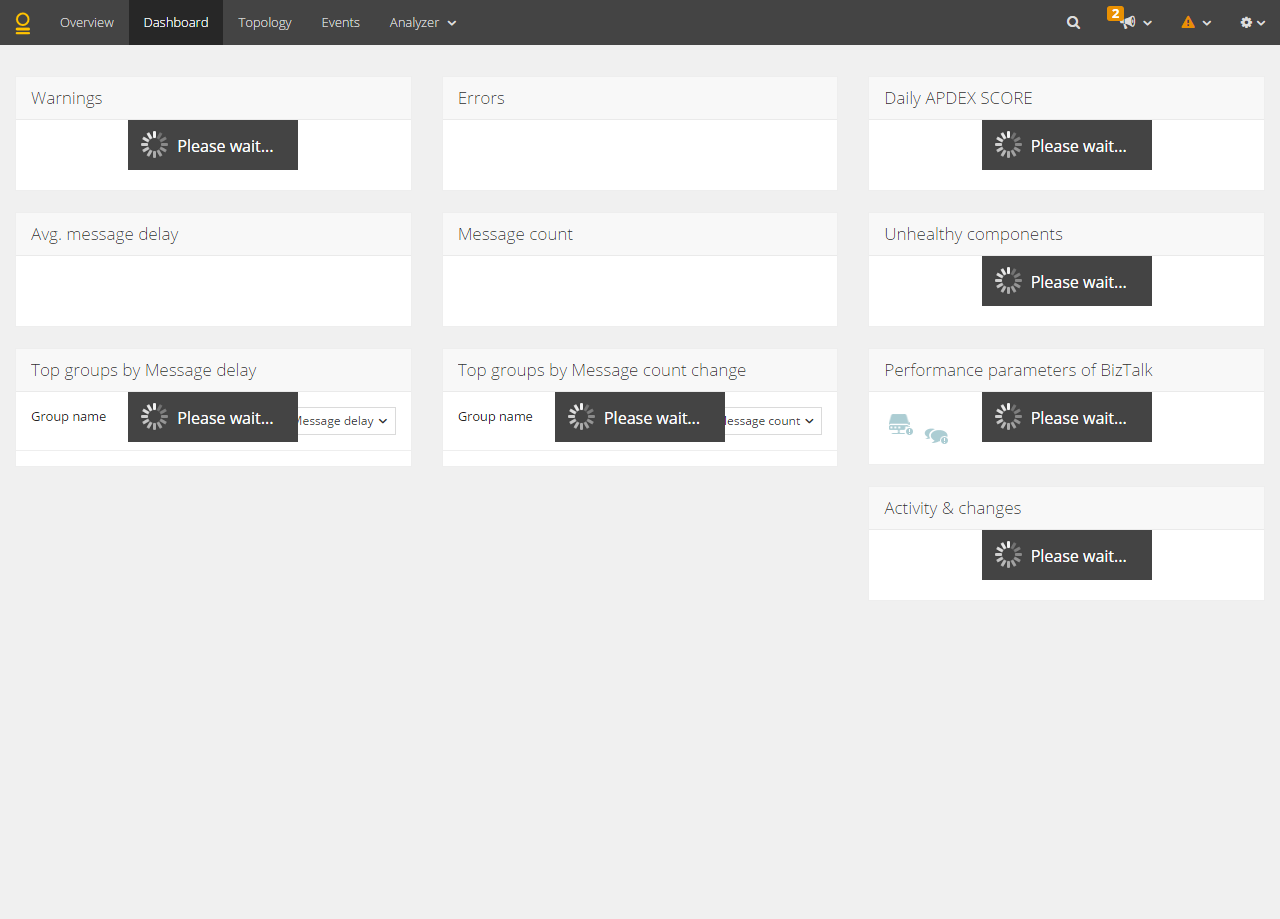 Overview Dashboard Topology Events Analyzer 2
Warnings
Please wait...
Errors
Daily APDEX SCORE
Please wait...
Avg. message delay
Message count
Unhealthy components
Please wait...
Top groups by Message delay
Group name Please wait... Message delay
Top groups by Message count change
Group name Please wait... Message count
Performance parameters of BizTalk
Please wait...
Activity & changes
Please wait...